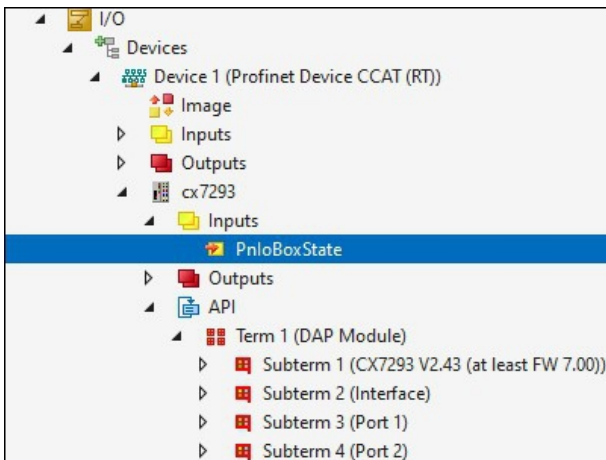 I/O
Devices
Device 1 (Profinet Device CCAT (RT))
Image
Inputs
Outputs
cx7293
Inputs
PnIoBoxState
Outputs
API
Term 1 (DAP Module)
Subterm 1 (CX7293 V2.43 (at least FW 7.00))
Subterm 2 (Interface)
Subterm 3 (Port 1)
Subterm 4 (Port 2)